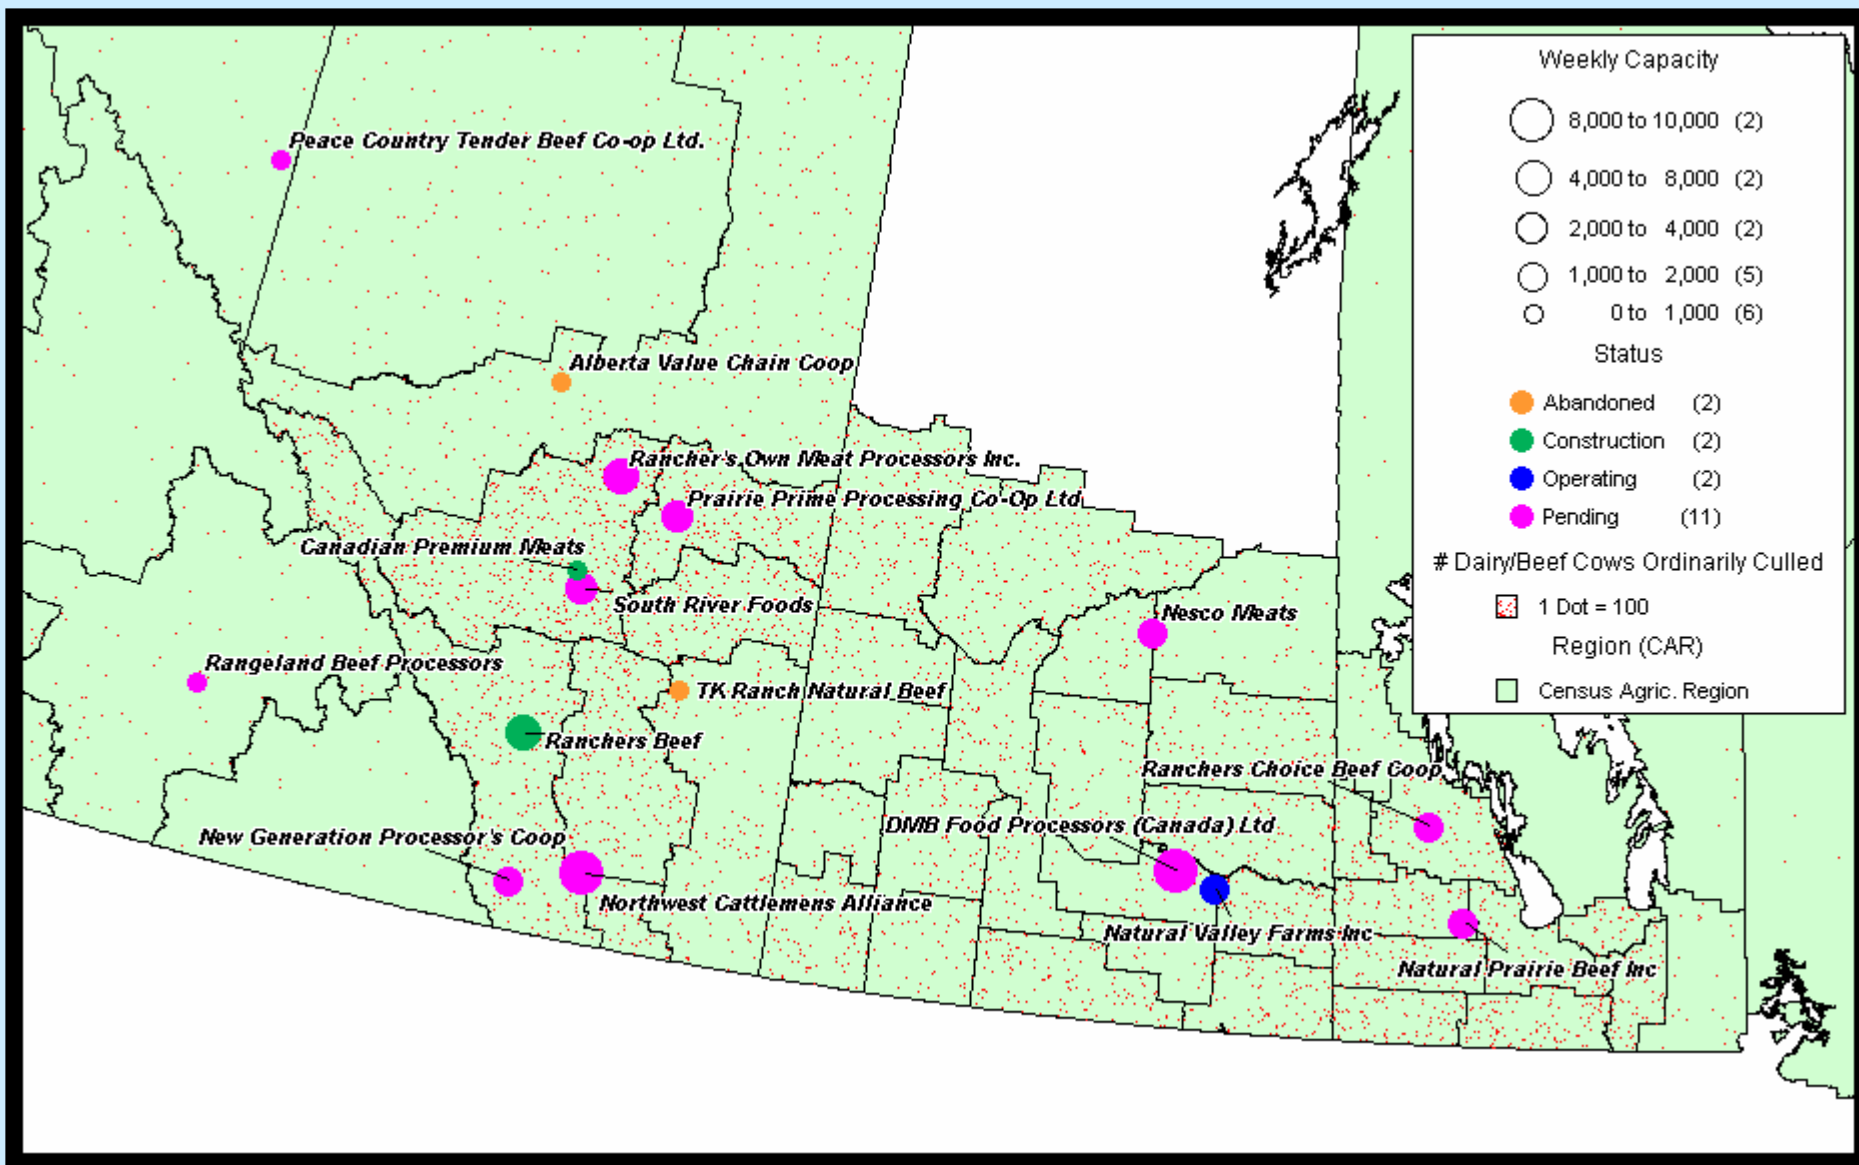 Weekly Capacity
8,000 to 10,000 (2)
4,000 to 8,000 (2)
2,000 to 4,000 (2)
1,000 to 2,000 (5)
0 to 1,000 (6)
Status
Abandoned (2)
Construction (2)
Operating (2)
Pending (11)
# Dairy/Beef Cows Ordinarily Culled
1 Dot = 100
Region (CAR)
Census Agric. Region
Peace Country Tender Beef Co-op Ltd.
Alberta Value Chain Coop
Rancher's Own Meat Processors Inc.
Prairie Prime Processing Co-Op Ltd
Canadian Premium Meats
South River Foods
Nesco Meats
Rangeland Beef Processors
TK Ranch Natural Beef
Ranchers Beef
Ranchers Choice Beef Coop
DMB Food Processors (Canada) Ltd
New Generation Processor's Coop
Northwest Cattlemens Alliance
Natural Valley Farms Inc
Natural Prairie Beef Inc